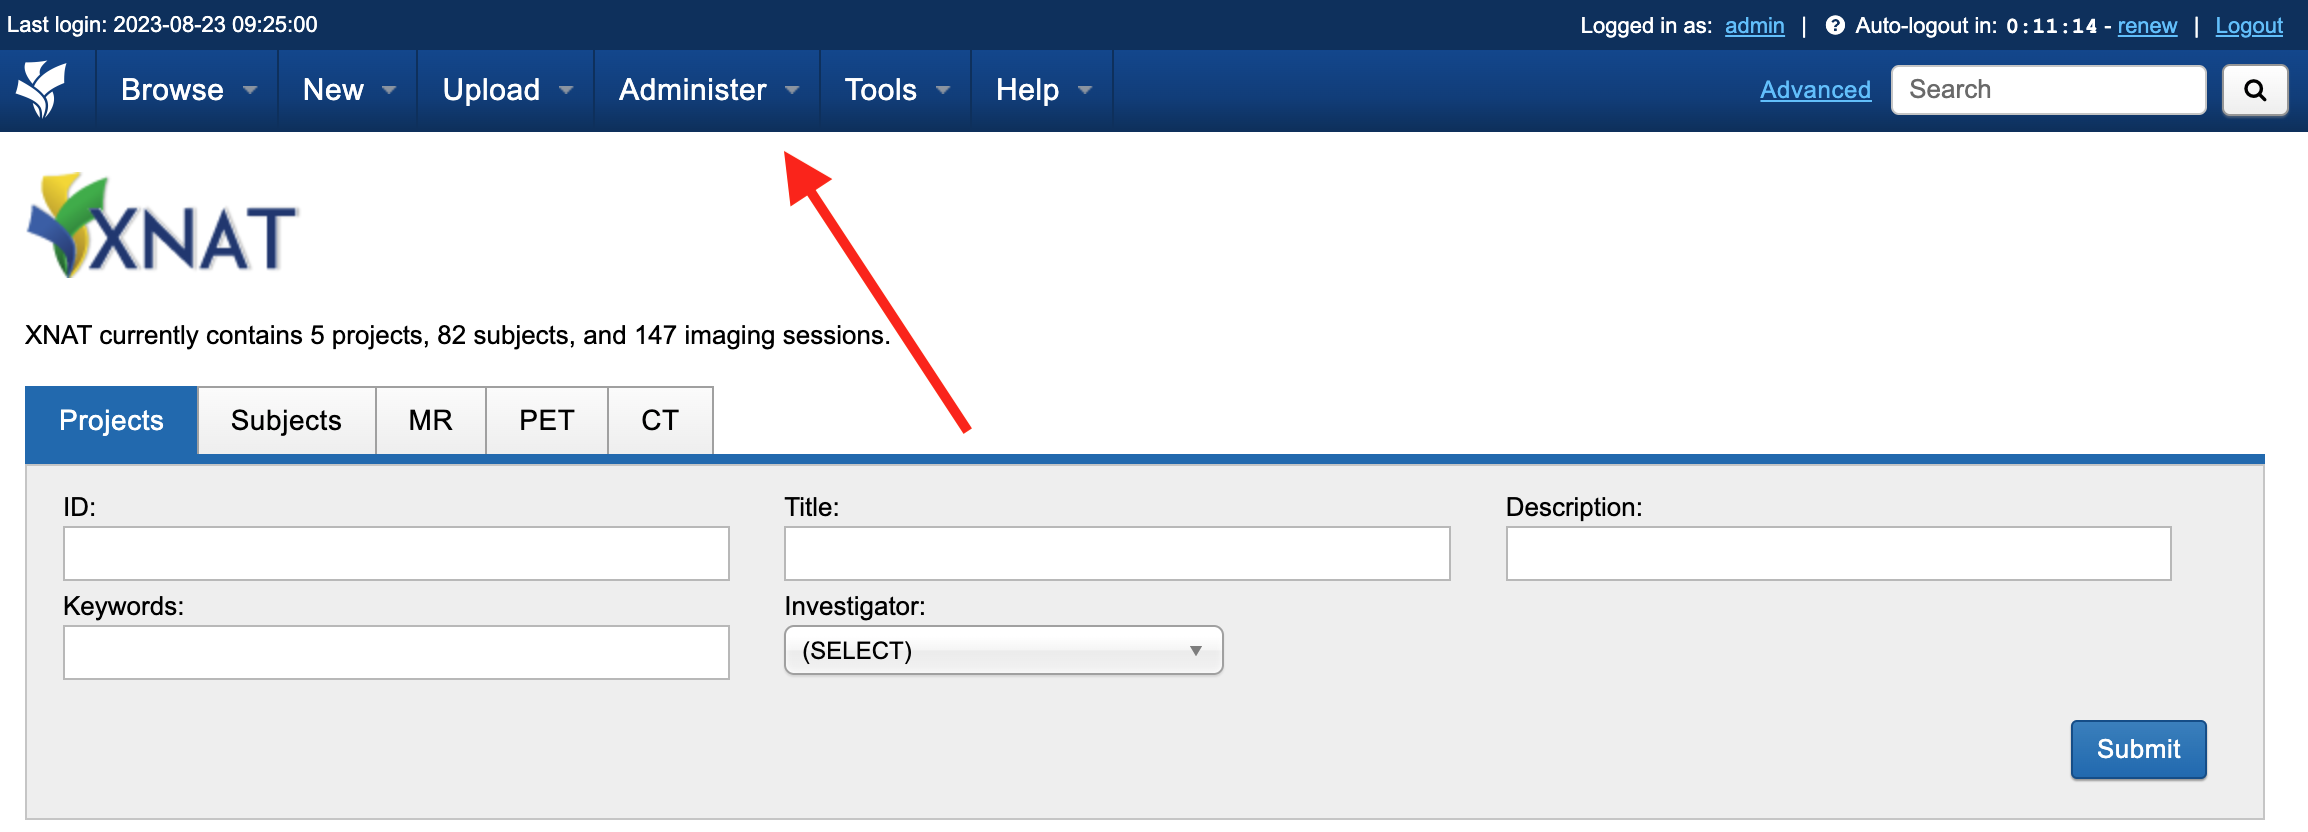 Last login: 2023-08-23 09:25:00 Logged in as: admin | ? Auto-logout in: 0:11:14 - renew | Logout
Browse New Upload Administer Tools Help Advanced Search
XNAT
XNAT currently contains 5 projects, 82 subjects, and 147 imaging sessions.
Projects Subjects MR PET CT
ID: Title: Description:
Keywords: Investigator:
(SELECT)
Submit